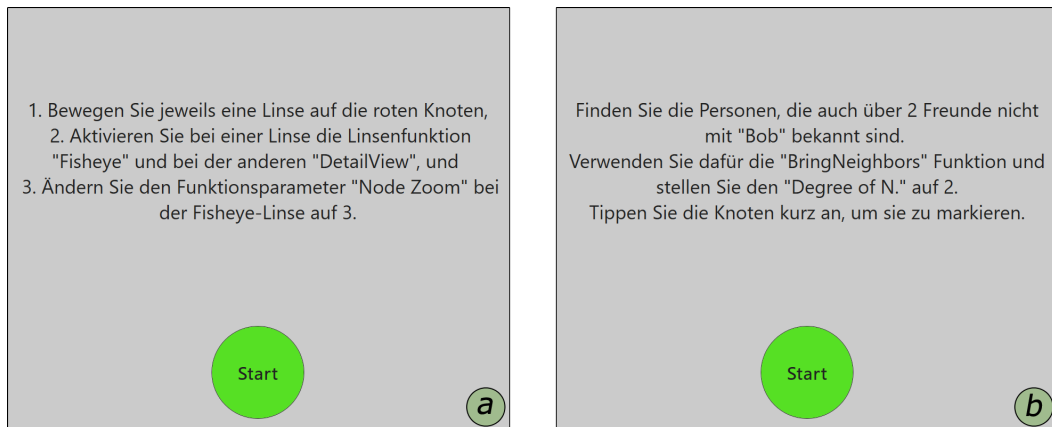 1. Bewegen Sie jeweils eine Linse auf die roten Knoten,
2. Aktivieren Sie bei einer Linse die Linsenfunktion
"Fisheye" und bei der anderen "DetailView", und
3. Ändern Sie den Funktionsparameter "Node Zoom" bei
der Fisheye-Linse auf 3.
Start
a
Finden Sie die Personen, die auch über 2 Freunde nicht
mit "Bob" bekannt sind.
Verwenden Sie dafür die "BringNeighbors" Funktion und
stellen Sie den "Degree of N." auf 2.
Tippen Sie die Knoten kurz an, um sie zu markieren.
Start
b